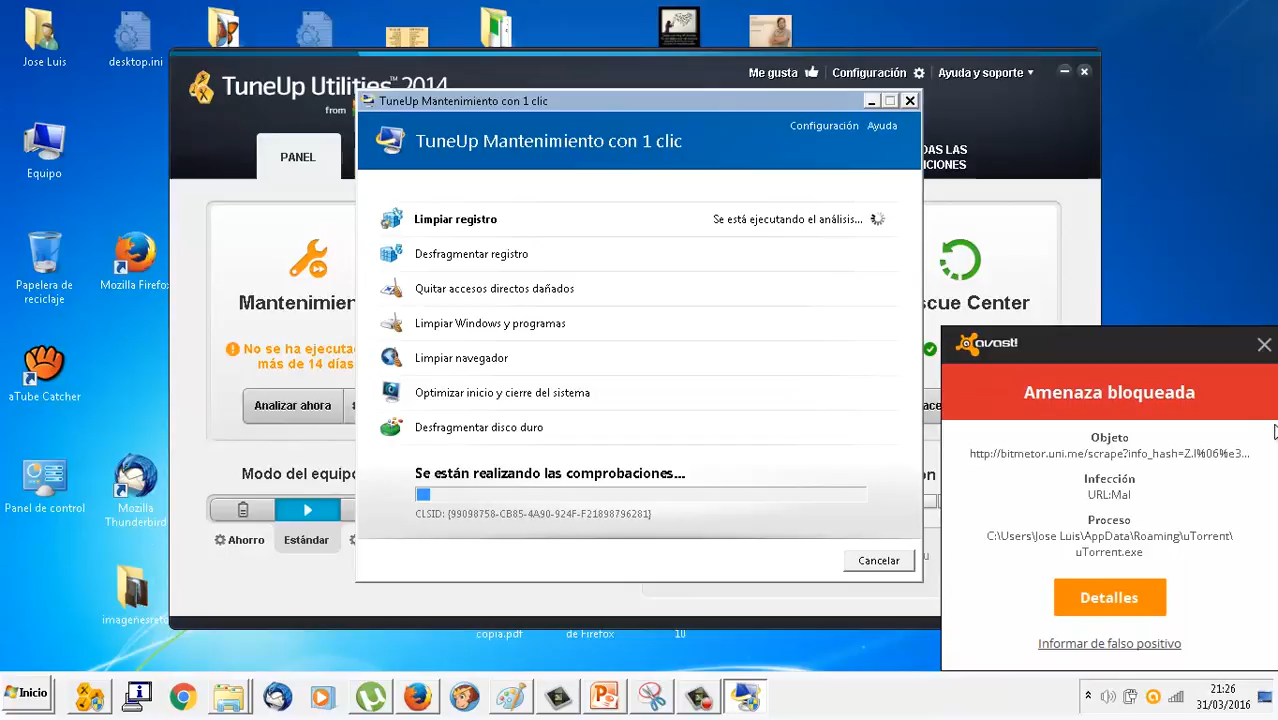 Jose Luis
desktop.ini
Equipo
Papelera de
reciclaje
Mozilla Firefo
aTube Catcher
Panel de control
Mozilla
Thunderbird
imagenesrato
TuneUp Utilities™ 2014
from
Me gusta
Configuración
Ayuda y soporte
PANEL
DAS LAS
CIONES
Mantenimien
No se ha ejecuta
más de 14 días
Analizar ahora
Modo del equipo
Ahorro
Estándar
scue Center
TuneUp Mantenimiento con 1 clic
TuneUp Mantenimiento con 1 clic
Configuración
Ayuda
Limpiar registro
Se está ejecutando el análisis...
Desfragmentar registro
Quitar accesos directos dañados
Limpiar Windows y programas
Limpiar navegador
Optimizar inicio y cierre del sistema
Desfragmentar disco duro
Se están realizando las comprobaciones...
CLSID: {99098758-CB85-4A90-924F-F21898796281}
Cancelar
avast!
Amenaza bloqueada
Objeto
http://bitmetor.uni.me/scrape?info_hash=Z.l%06%e3...
Infección
URL:Mal
Proceso
C:\Users\Jose Luis\AppData\Roaming\uTorrent\
uTorrent.exe
Detalles
Informar de falso positivo
copia.pdf
de Firefox
10
Inicio
21:26
31/03/2016